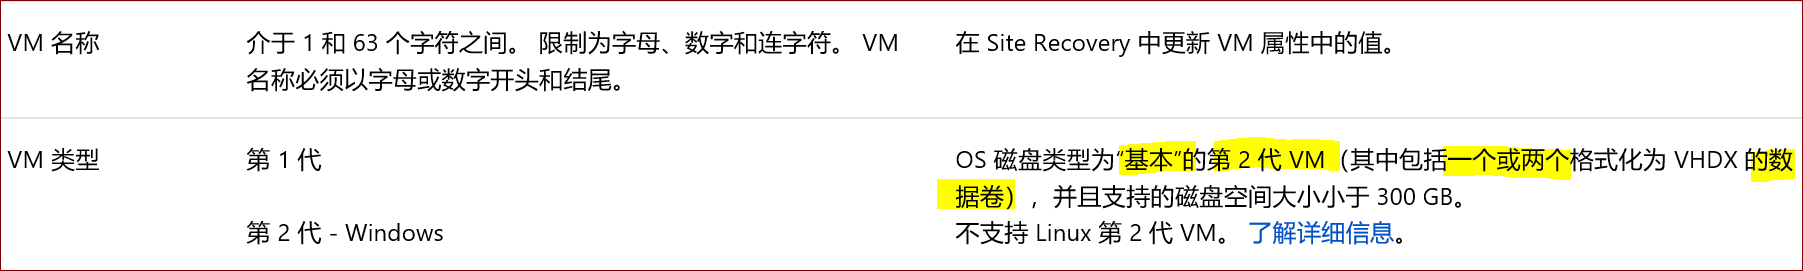 VM 名称
介于 1 和 63 个字符之间。 限制为字母、数字和连字符。 VM
名称必须以字母或数字开头和结尾。
在 Site Recovery 中更新 VM 属性中的值。
VM 类型
第 1 代
第 2 代 - Windows
OS 磁盘类型为“基本”的第 2 代 VM（其中包括一个或两个格式化为 VHDX 的数
据卷），并且支持的磁盘空间大小小于 300 GB。
不支持 Linux 第 2 代 VM。 了解详细信息。